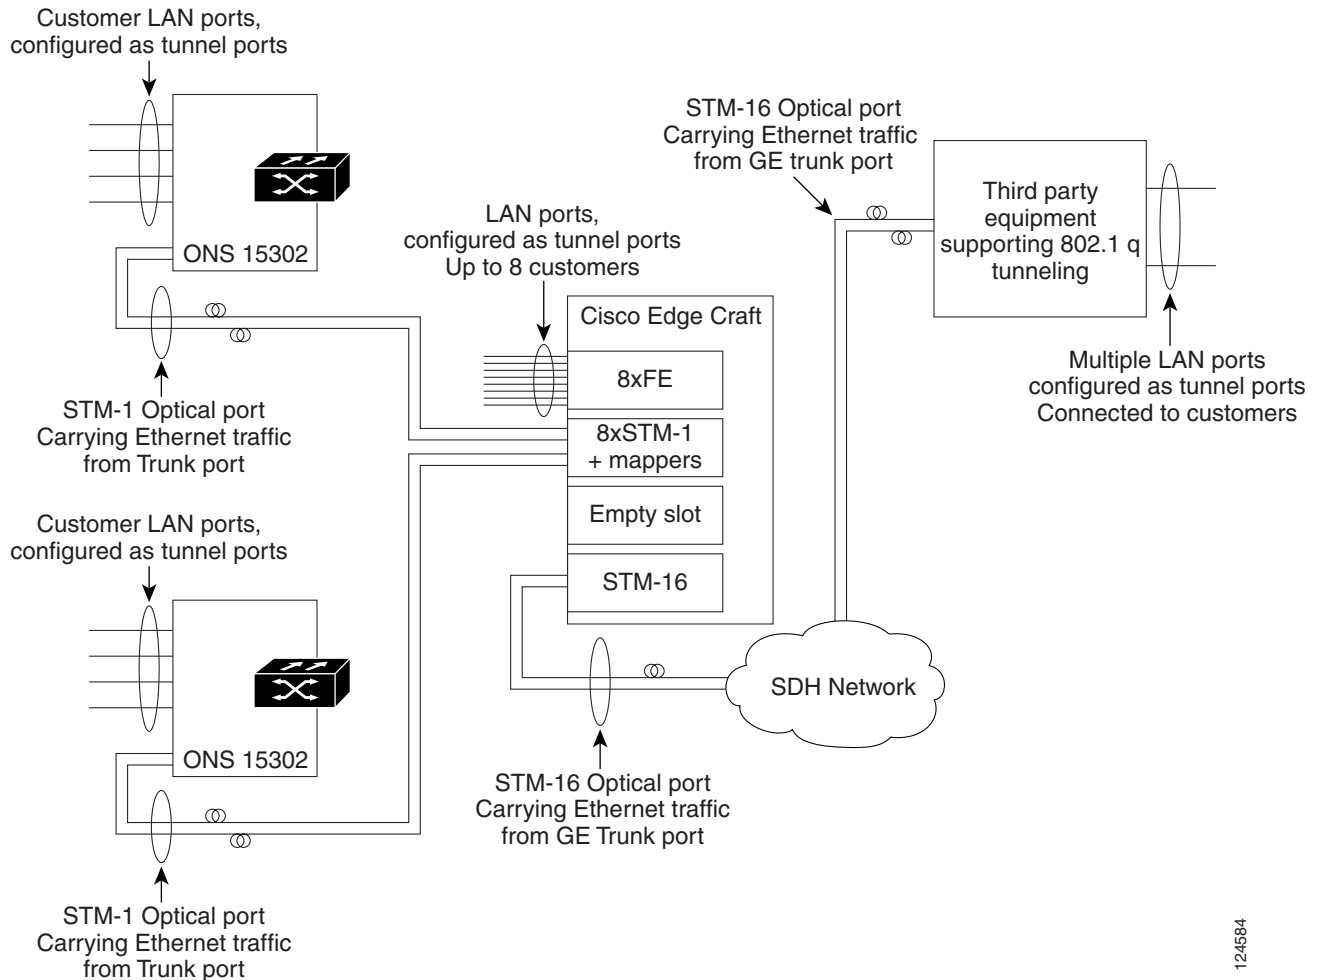 Customer LAN ports,
configured as tunnel ports
ONS 15302
STM-1 Optical port
Carrying Ethernet traffic
from Trunk port
Customer LAN ports,
configured as tunnel ports
ONS 15302
STM-1 Optical port
Carrying Ethernet traffic
from Trunk port
LAN ports,
configured as tunnel ports
Up to 8 customers
Cisco Edge Craft
8xFE
8xSTM-1
+ mappers
Empty slot
STM-16
STM-16 Optical port
Carrying Ethernet traffic
from GE Trunk port
SDH Network
STM-16 Optical port
Carrying Ethernet traffic
from GE trunk port
Third party
equipment
supporting 802.1 q
tunneling
Multiple LAN ports
configured as tunnel ports
Connected to customers
124584